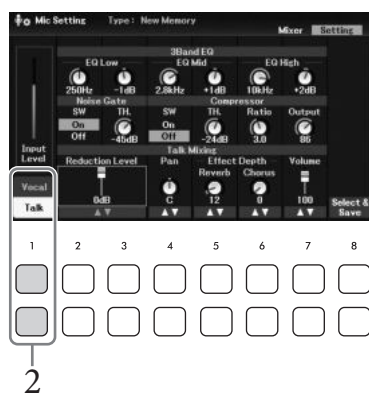 Mic Setting Type : New Memory
Mixer Setting
3Band EQ
EQ Low EQ Mid EQ High
250Hz -1dB 2.8kHz +1dB 10kHz +2dB
Noise Gate Compressor
SW TH. SW TH. Ratio Output
On On
Off -45dB Off -24dB 3.0 86
Input Level
Talk Mixing
Reduction Level Pan Effect Depth Volume
Reverb Chorus
Vocal
0dB C 12 0 100
Talk
Select & Save
1 2 3 4 5 6 7 8
2